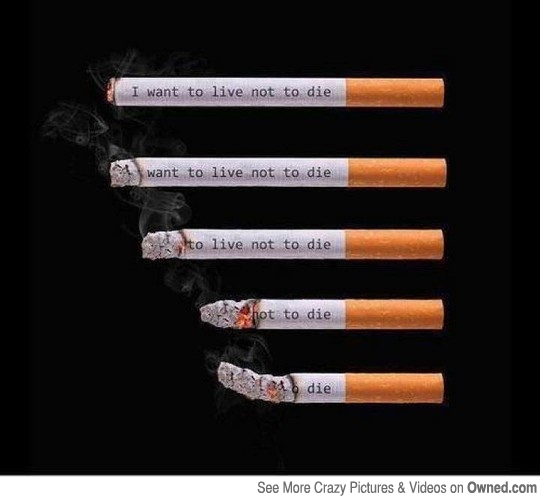 I want to live not to die
want to live not to die
to live not to die
not to die
o die
See More Crazy Pictures & Videos on Owned.com